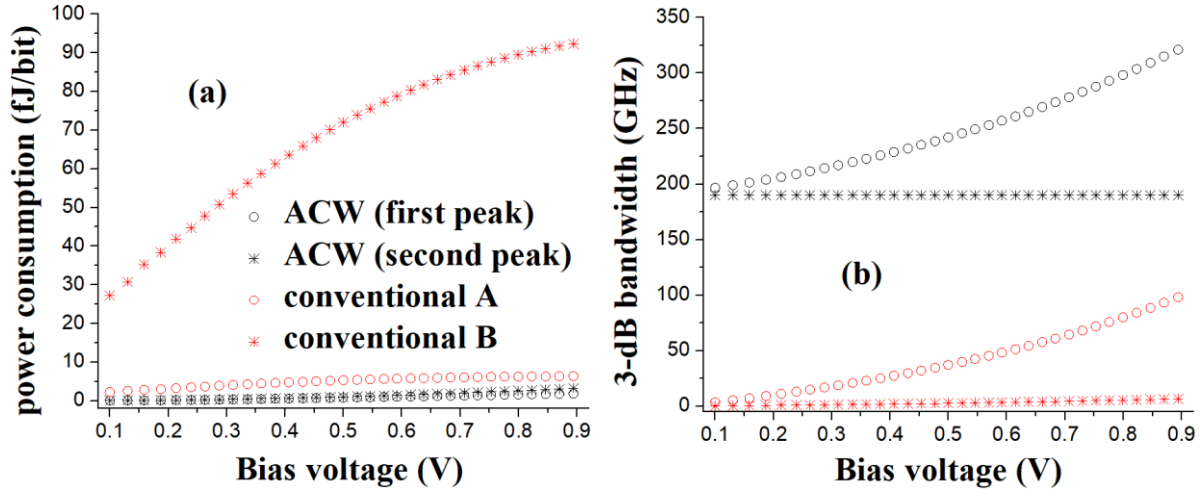 power consumption (fJ/bit)
100
90
80
70
60
50
40
30
20
10
0
(a)
ACW (first peak)
ACW (second peak)
conventional A
conventional B
0.1 0.2 0.3 0.4 0.5 0.6 0.7 0.8 0.9
Bias voltage (V)
3-dB bandwidth (GHz)
350
300
250
200
150
100
50
0
(b)
0.1 0.2 0.3 0.4 0.5 0.6 0.7 0.8 0.9
Bias voltage (V)